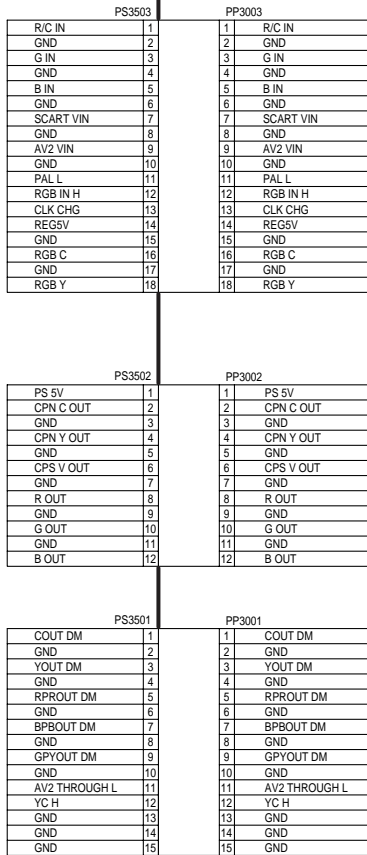 PS3503 PP3003
R/C IN 1 1 R/C IN
GND 2 2 GND
G IN 3 3 G IN
GND 4 4 GND
B IN 5 5 B IN
GND 6 6 GND
SCART VIN 7 7 SCART VIN
GND 8 8 GND
AV2 VIN 9 9 AV2 VIN
GND 10 10 GND
PAL L 11 11 PAL L
RGB IN H 12 12 RGB IN H
CLK CHG 13 13 CLK CHG
REG5V 14 14 REG5V
GND 15 15 GND
RGB C 16 16 RGB C
GND 17 17 GND
RGB Y 18 18 RGB Y
PS3502 PP3002
PS 5V 1 1 PS 5V
CPN C OUT 2 2 CPN C OUT
GND 3 3 GND
CPN Y OUT 4 4 CPN Y OUT
GND 5 5 GND
CPS V OUT 6 6 CPS V OUT
GND 7 7 GND
R OUT 8 8 R OUT
GND 9 9 GND
G OUT 10 10 G OUT
GND 11 11 GND
B OUT 12 12 B OUT
PS3501 PP3001
COUT DM 1 1 COUT DM
GND 2 2 GND
YOUT DM 3 3 YOUT DM
GND 4 4 GND
RPROUT DM 5 5 RPROUT DM
GND 6 6 GND
BPBOUT DM 7 7 BPBOUT DM
GND 8 8 GND
GPYOUT DM 9 9 GPYOUT DM
GND 10 10 GND
AV2 THROUGH L 11 11 AV2 THROUGH L
YC H 12 12 YC H
GND 13 13 GND
GND 14 14 GND
GND 15 15 GND